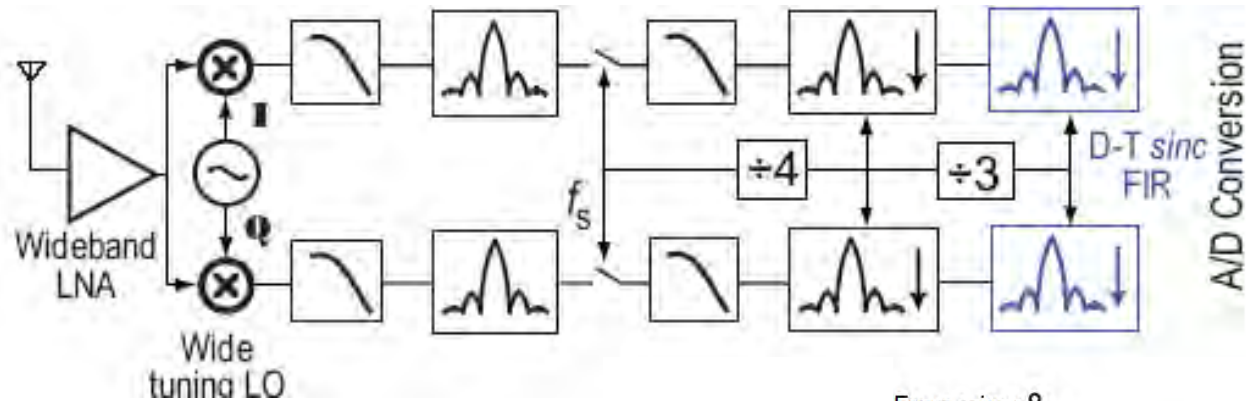 I
÷4
÷3
D-T sinc
FIR
fs
Q
Wideband
LNA
Wide
tuning LO
A/D Conversion